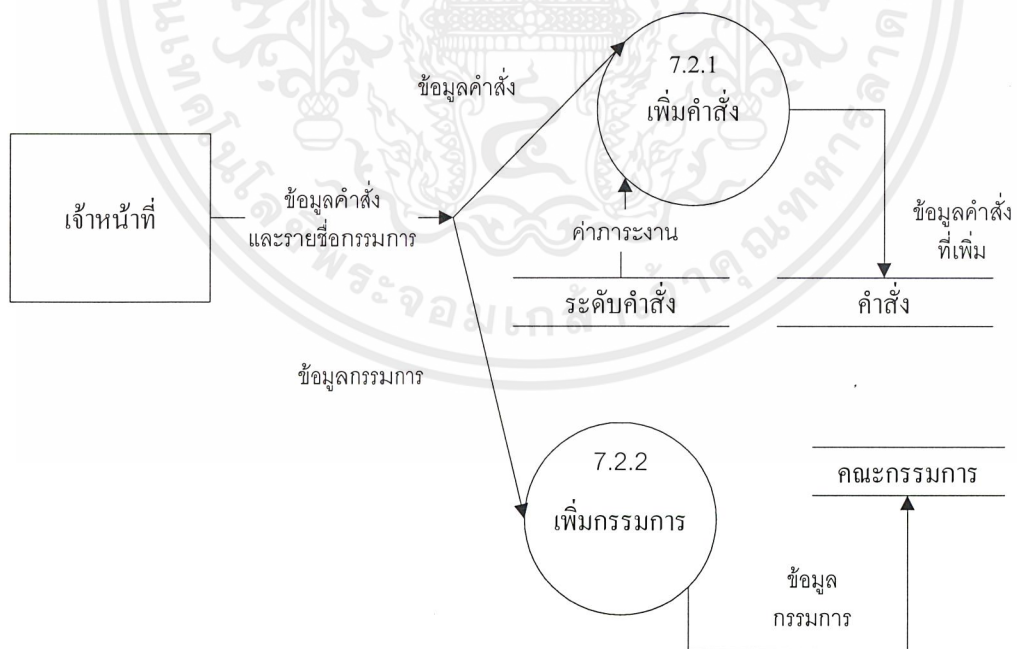 7.2.1
เพิ่มคำสั่ง
ข้อมูลคำสั่ง
เจ้าหน้าที่
ข้อมูลคำสั่ง
และรายชื่อกรรมการ
ค่าภาระงาน
ข้อมูลคำสั่ง
ที่เพิ่ม
ระดับคำสั่ง
คำสั่ง
ข้อมูลกรรมการ
7.2.2
เพิ่มกรรมการ
คณะกรรมการ
ข้อมูล
กรรมการ